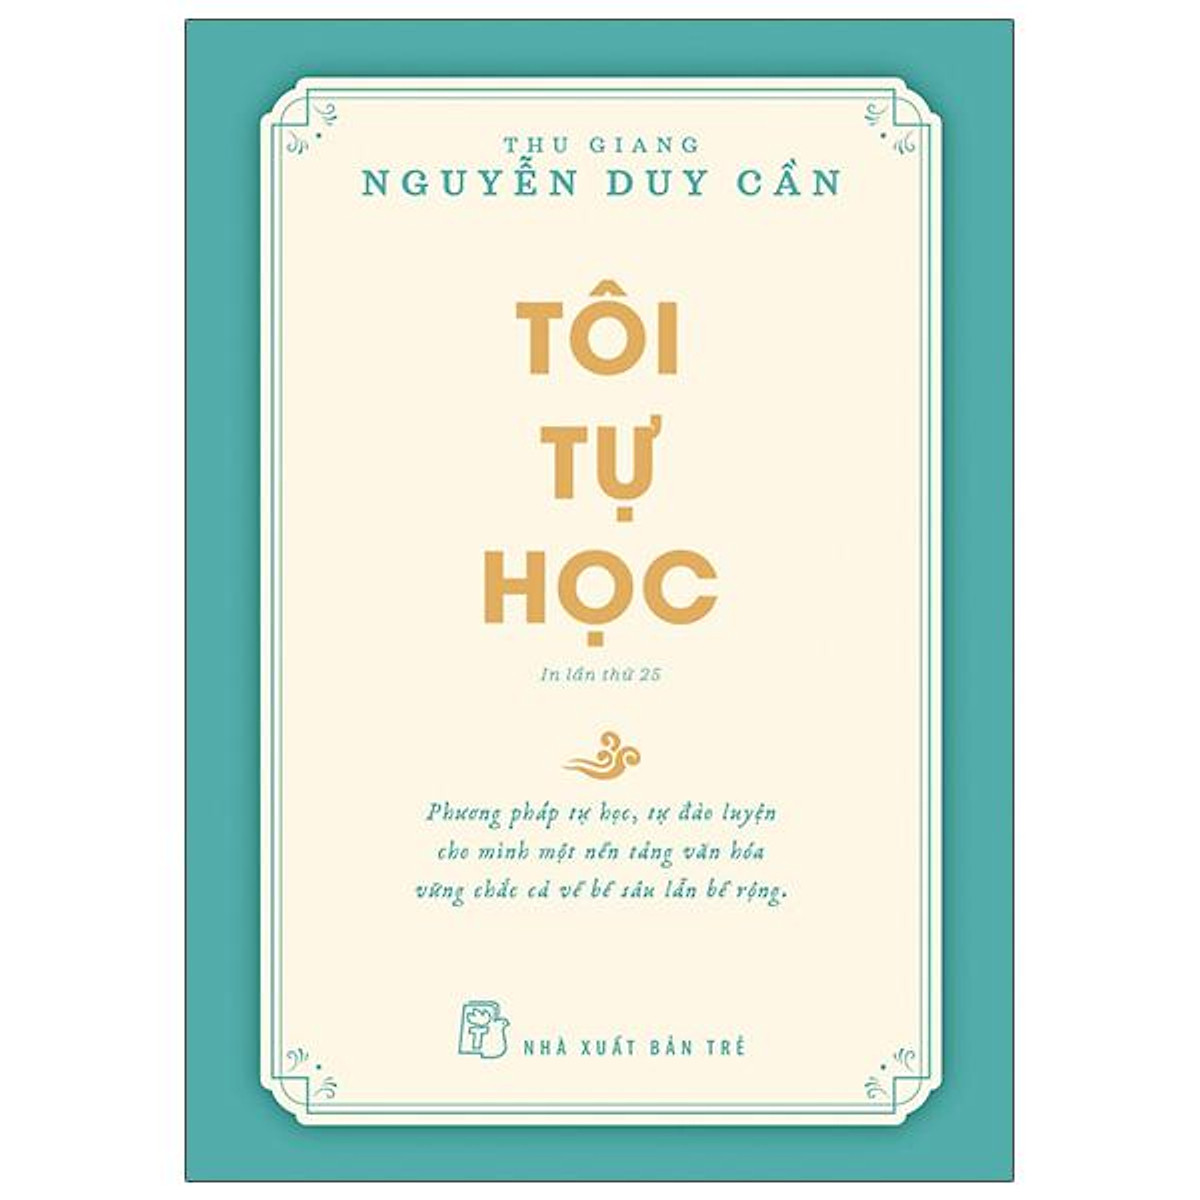 THU GIANG
NGUYỄN DUY CẦN
TÔI
TỰ
HỌC
In lần thứ 25
Phương pháp tự học, tự đào luyện
cho mình một nền tảng văn hóa
vững chắc cả về bề sâu lẫn bề rộng.
NHÀ XUẤT BẢN TRẺ